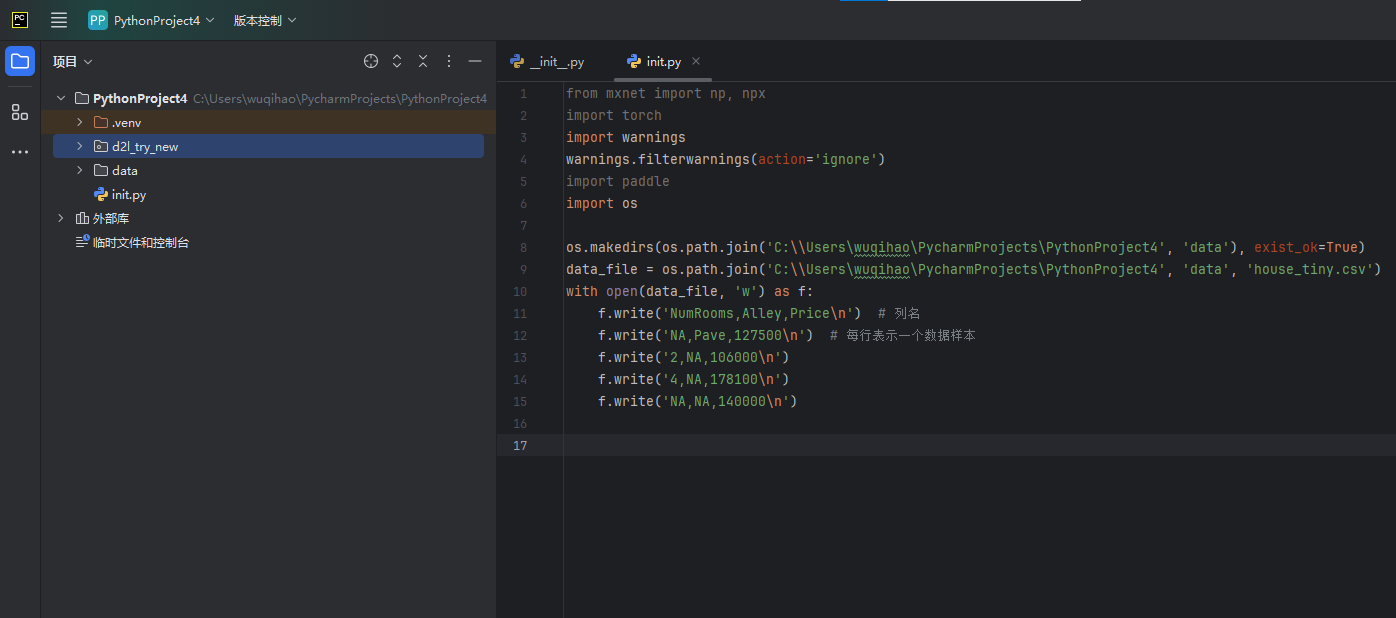 PC
PP PythonProject4 版本控制
项目
PythonProject4 C:\Users\wuqihao\PycharmProjects\PythonProject4
.venv
d2l_try_new
data
init.py
外部库
临时文件和控制台
__init__.py init.py
1 from mxnet import np, npx
2 import torch
3 import warnings
4 warnings.filterwarnings(action='ignore')
5 import paddle
6 import os
7
8 os.makedirs(os.path.join('C:\\Users\wuqihao\PycharmProjects\PythonProject4', 'data'), exist_ok=True)
9 data_file = os.path.join('C:\\Users\wuqihao\PycharmProjects\PythonProject4', 'data', 'house_tiny.csv')
10 with open(data_file, 'w') as f:
11     f.write('NumRooms,Alley,Price\n')  # 列名
12     f.write('NA,Pave,127500\n')  # 每行表示一个数据样本
13     f.write('2,NA,106000\n')
14     f.write('4,NA,178100\n')
15     f.write('NA,NA,140000\n')
16
17